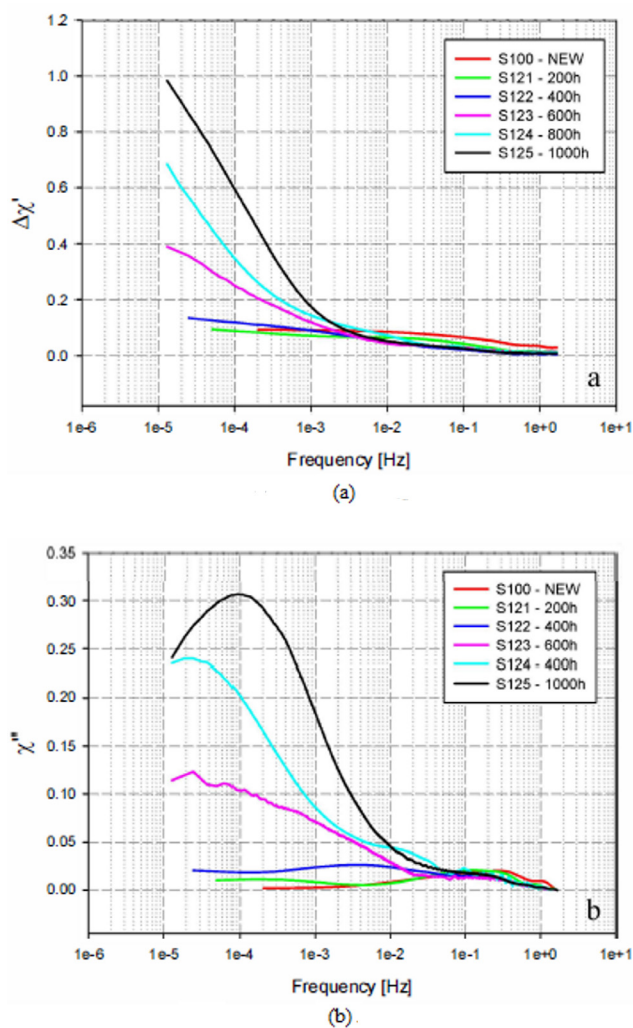 1.2
1.0
0.8
0.6
0.4
0.2
0.0
Δχ'
S100 - NEW
S121 - 200h
S122 - 400h
S123 - 600h
S124 - 800h
S125 - 1000h
a
1e-6 1e-5 1e-4 1e-3 1e-2 1e-1 1e+0 1e+1
Frequency [Hz]
(a)
0.35
0.30
0.25
0.20
0.15
0.10
0.05
0.00
χ"
S100 - NEW
S121 - 200h
S122 - 400h
S123 - 600h
S124 - 400h
S125 - 1000h
b
1e-6 1e-5 1e-4 1e-3 1e-2 1e-1 1e+0 1e+1
Frequency [Hz]
(b)